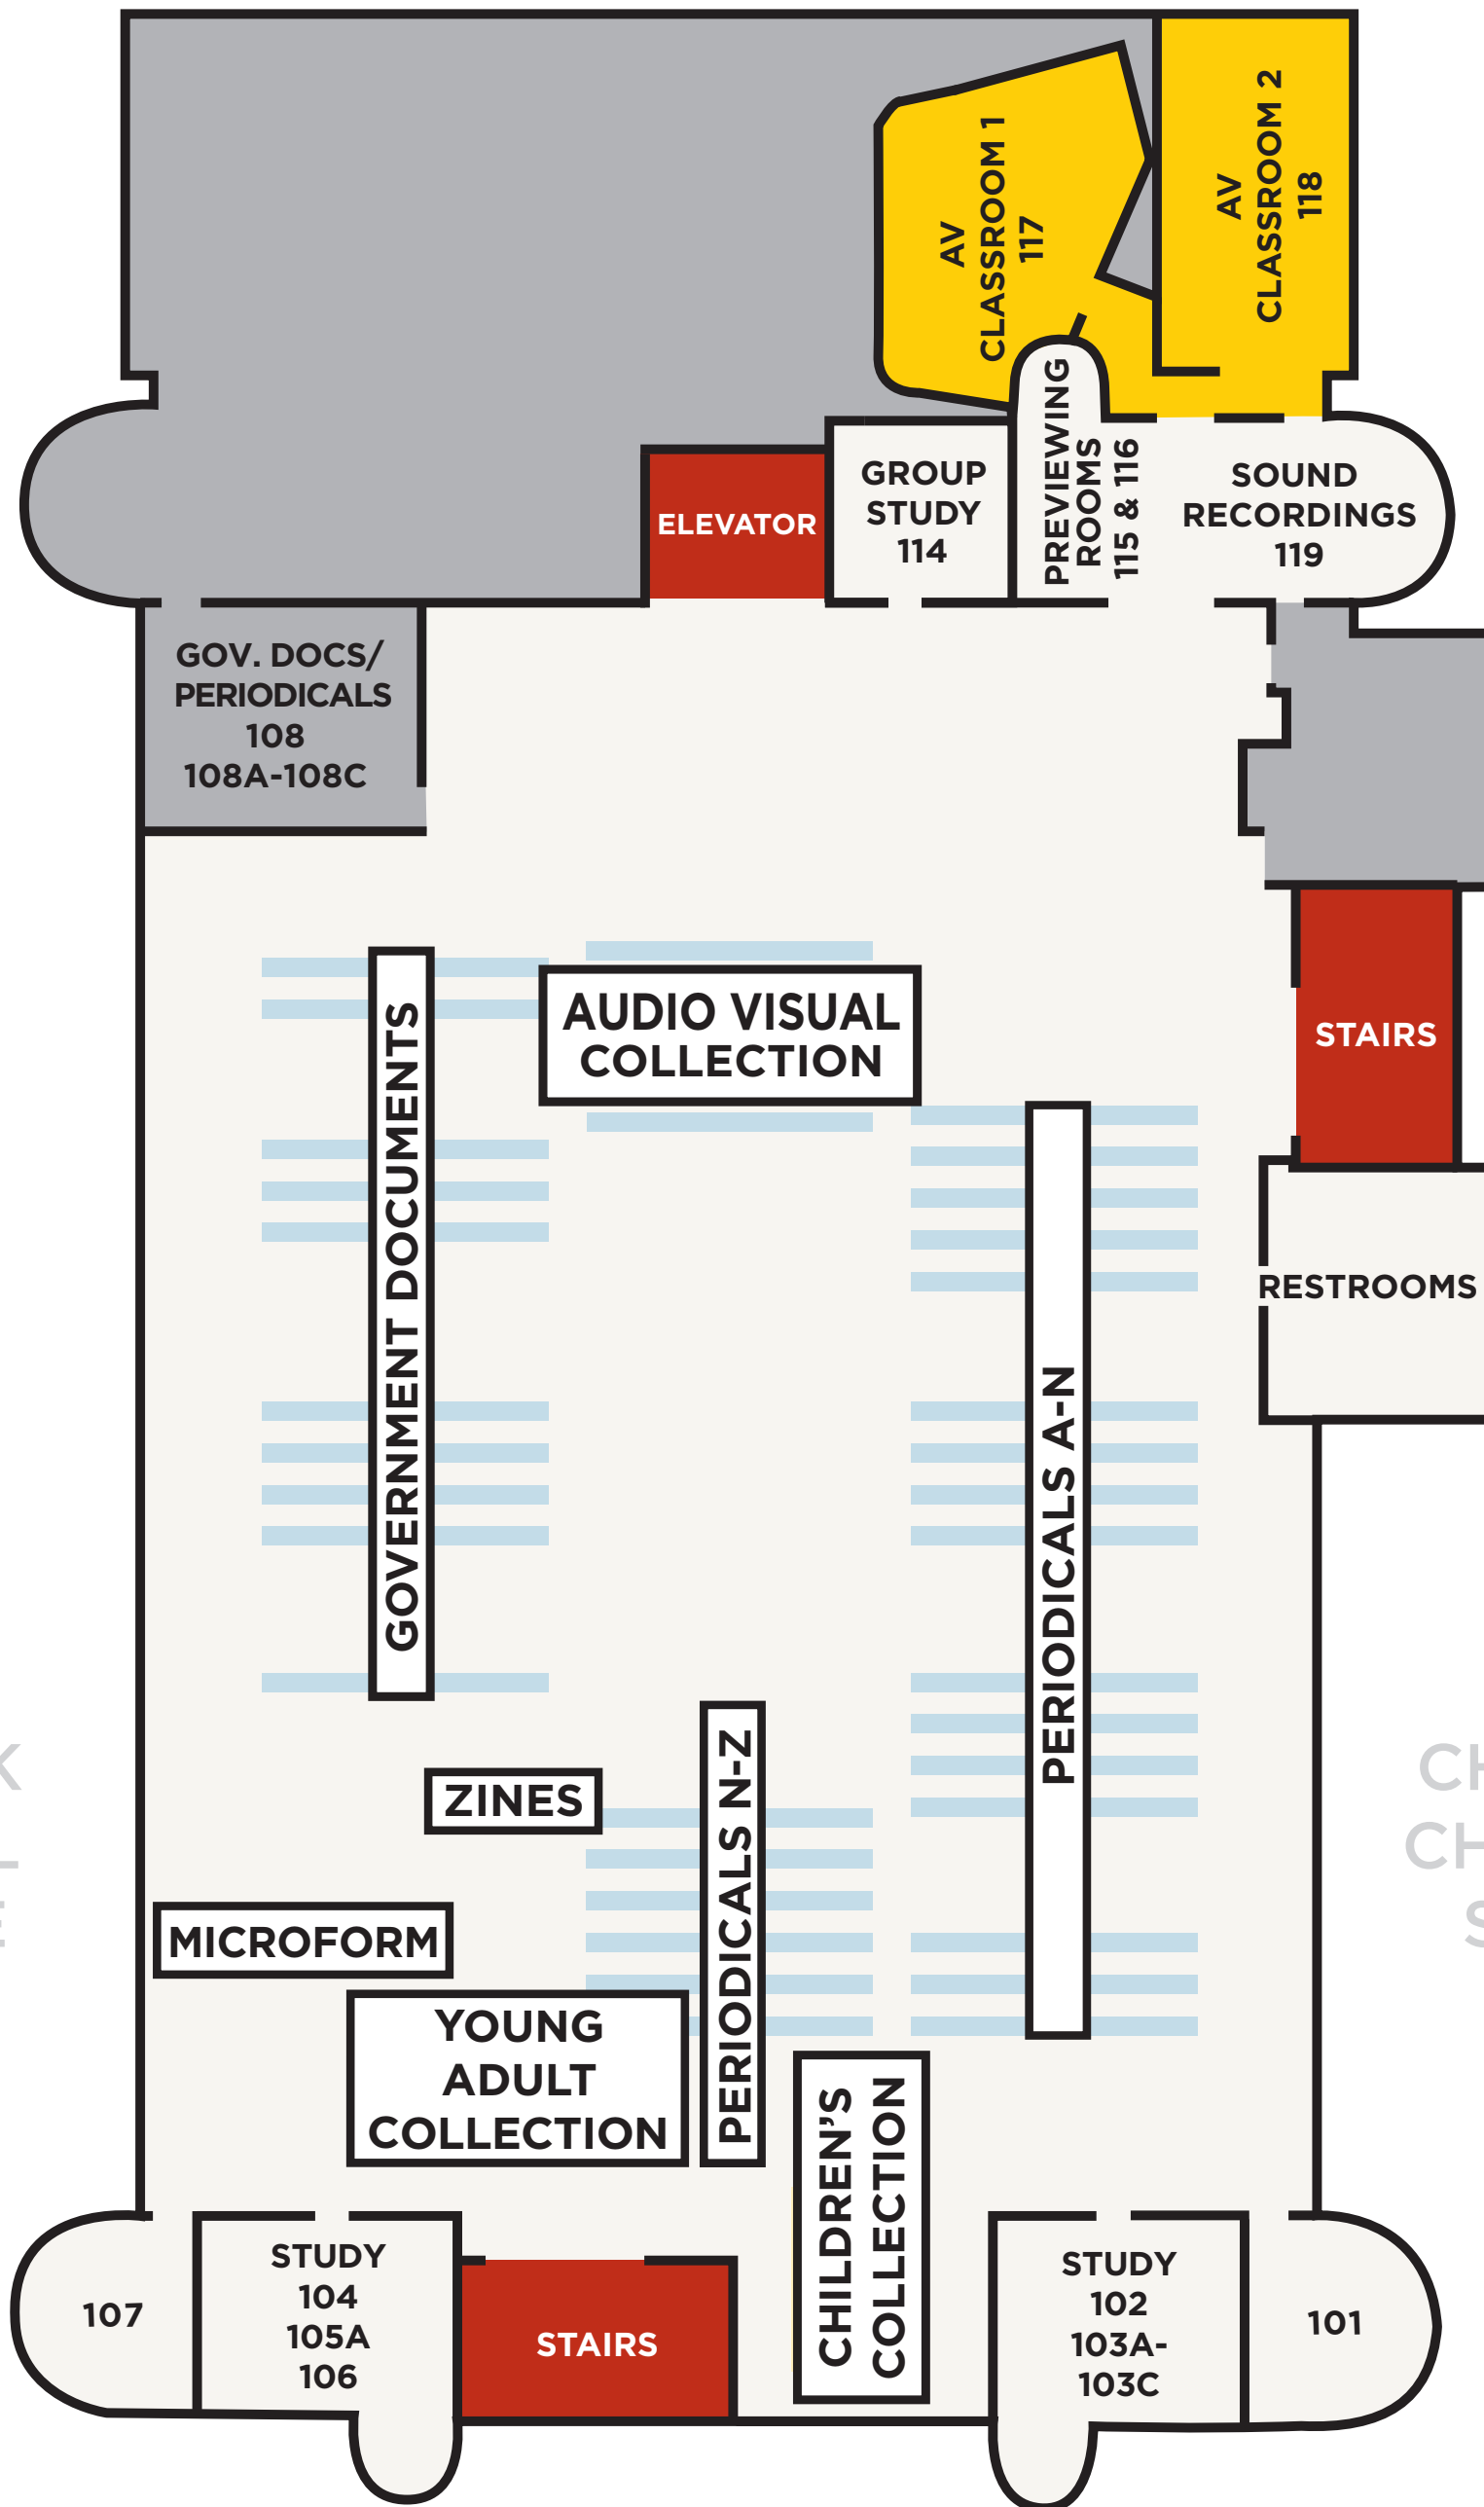 AV
CLASSROOM 1
117
AV
CLASSROOM 2
118
ELEVATOR
GROUP
STUDY
114
PREVIEWING
ROOMS
115 & 116
SOUND
RECORDINGS
119
GOV. DOCS/
PERIODICALS
108
108A-108C
GOVERNMENT DOCUMENTS
AUDIO VISUAL
COLLECTION
STAIRS
PERIODICALS A-N
RESTROOMS
ZINES
PERIODICALS N-Z
MICROFORM
YOUNG
ADULT
COLLECTION
CHILDREN'S
COLLECTION
107
STUDY
104
105A
106
STAIRS
STUDY
102
103A-
103C
101